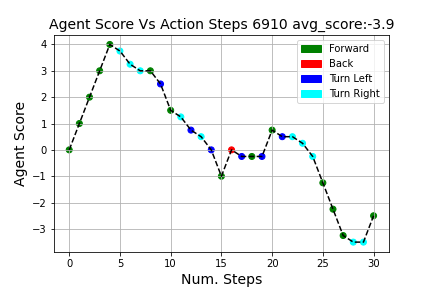 Agent Score Vs Action Steps 6910 avg_score:-3.9
Agent Score
4
3
2
1
0
−1
−2
−3
Forward
Back
Turn Left
Turn Right
0 5 10 15 20 25 30
Num. Steps